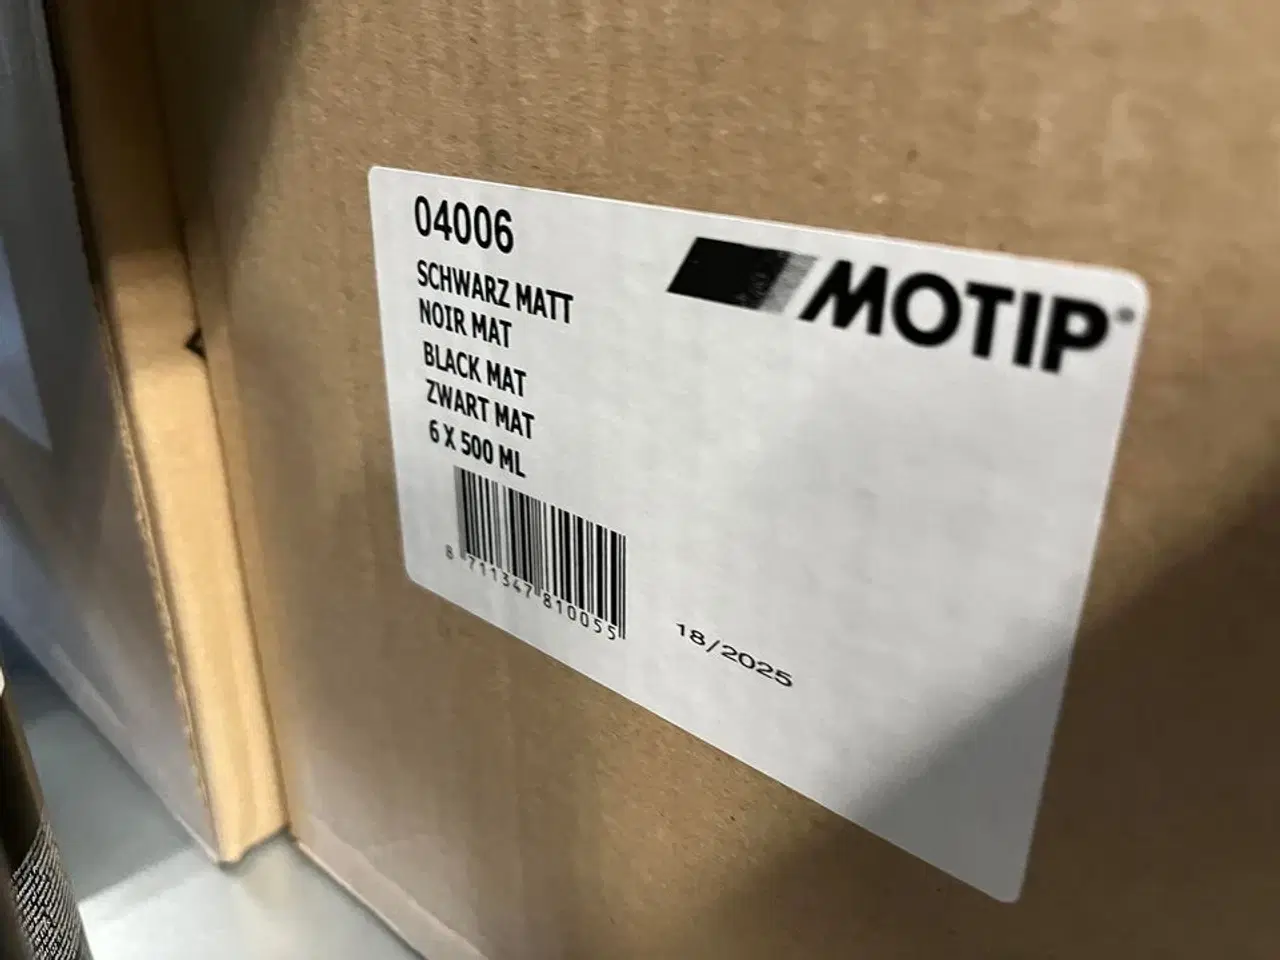 04006
MOTIP®
SCHWARZ MATT
NOIR MAT
BLACK MAT
ZWART MAT
6 X 500 ML
8 711347 810055
18/2025